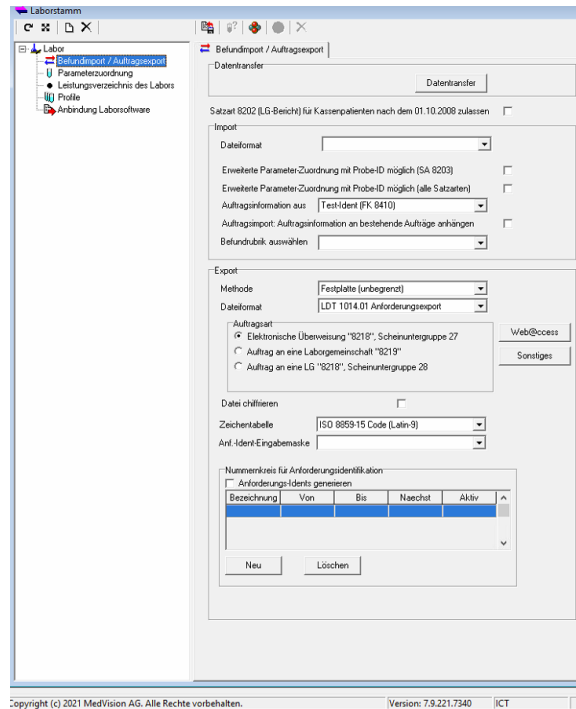 Laborstamm
Labor
Befundimport / Auftragsexport
Parameterzuordnung
Leistungsverzeichnis des Labors
Profile
Anbindung Laborsoftware
Befundimport / Auftragsexport
Datentransfer
Datentransfer
Satzart 8202 (LG-Bericht) für Kassenpatienten nach dem 01.10.2008 zulassen
Import
Dateiformat
Erweiterte Parameter-Zuordnung mit Probe-ID möglich (SA 8203)
Erweiterte Parameter-Zuordnung mit Probe-ID möglich (alle Satzarten)
Auftragsinformation aus Test-Ident (FK 8410)
Auftragsimport: Auftragsinformation an bestehende Aufträge anhängen
Befundrubrik auswählen
Export
Methode Festplatte (unbegrenzt)
Dateiformat LDT 1014.01 Anforderungsexport
Auftragsart
Elektronische Überweisung "8218", Scheinuntergruppe 27
Auftrag an eine Laborgemeinschaft "8219"
Auftrag an eine LG "8218", Scheinuntergruppe 28
Web@ccess
Sonstiges
Datei chiffrieren
Zeichentabelle ISO 8859-15 Code (Latin-9)
Anf.-Ident-Eingabemaske
Nummernkreis für Anforderungsidentifikation
Anforderungs-Idents generieren
Bezeichnung Von Bis Naechst Aktiv
Neu Löschen
Copyright (c) 2021 MedVision AG. Alle Rechte vorbehalten. Version: 7.9.221.7340 ICT